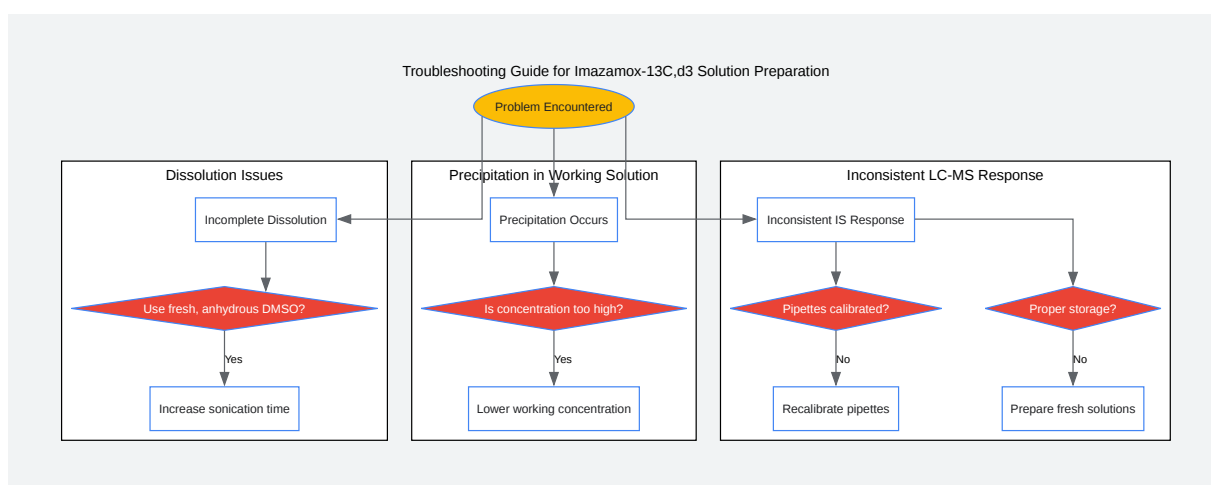 Troubleshooting Guide for Imazamox-13C,d3 Solution Preparation
Problem Encountered
Dissolution Issues
Precipitation in Working Solution
Inconsistent LC-MS Response
Incomplete Dissolution
Precipitation Occurs
Inconsistent IS Response
Use fresh, anhydrous DMSO?
Is concentration too high?
Pipettes calibrated?
Proper storage?
Yes
Yes
No
No
Increase sonication time
Lower working concentration
Recalibrate pipettes
Prepare fresh solutions